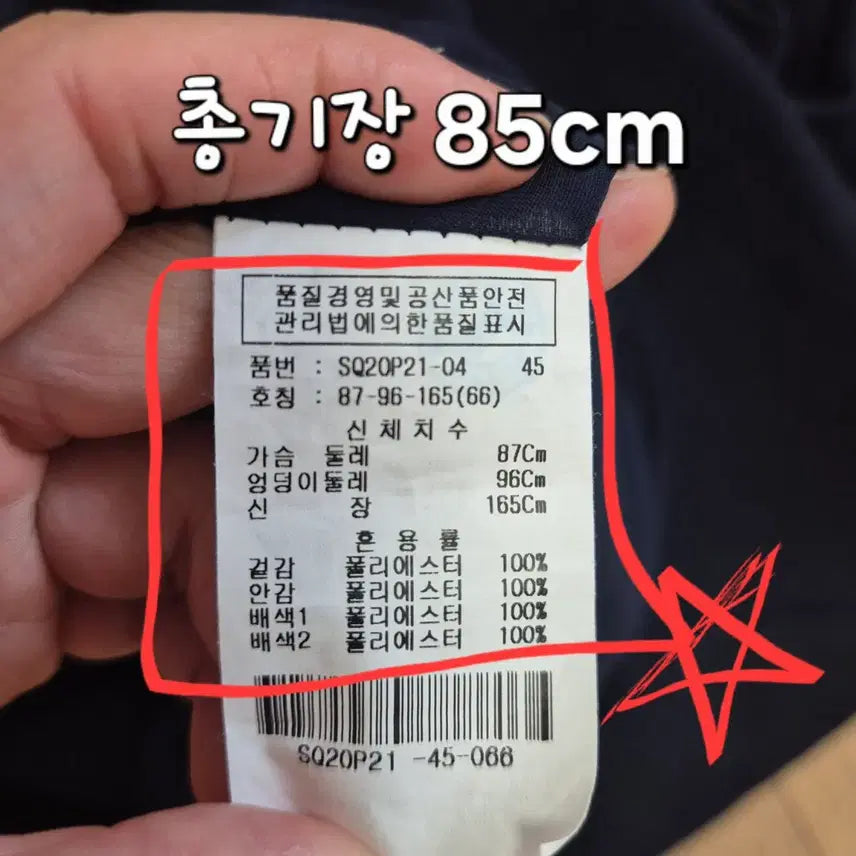 총기장 85cm
품질경영및공산품안전
관리법에의한품질표시
품번 : SQ20P21-04 45
호칭 : 87-96-165(66)
신체치수
가슴 둘레 87Cm
엉덩이둘레 96Cm
신 장 165Cm
혼용률
겉감 폴리에스터 100%
안감 폴리에스터 100%
배색1 폴리에스터 100%
배색2 폴리에스터 100%
SQ20P21 -45-066